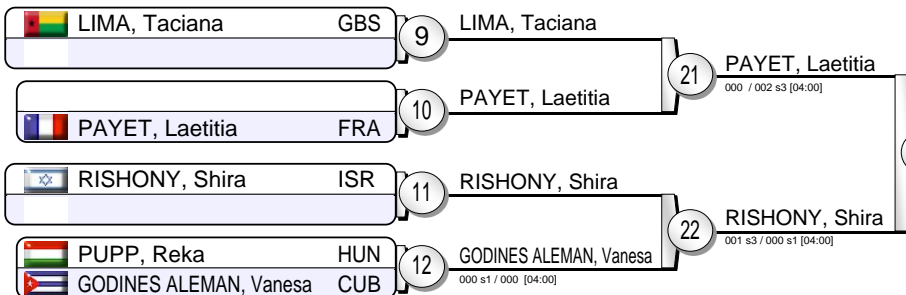 LIMA, Taciana GBS
9
LIMA, Taciana
21
PAYET, Laetitia
000 / 002 s3 [04:00]
10
PAYET, Laetitia
PAYET, Laetitia FRA
RISHONY, Shira ISR
11
RISHONY, Shira
22
RISHONY, Shira
001 s3 / 000 s1 [04:00]
PUPP, Reka HUN
12
GODINES ALEMAN, Vanesa
000 s1 / 000 [04:00]
GODINES ALEMAN, Vanesa CUB